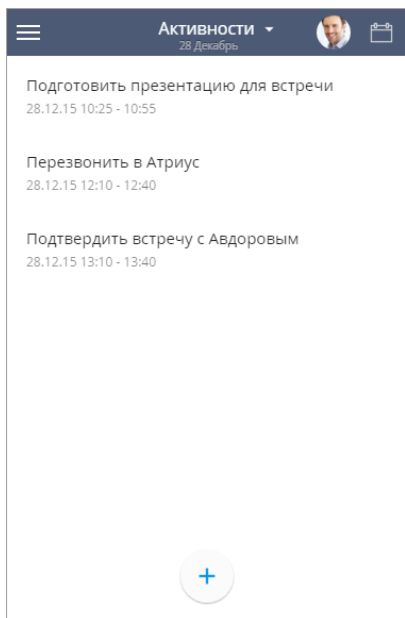 Активности
28 Декабрь
Подготовить презентацию для встречи
28.12.15 10:25 - 10:55
Перезвонить в Атриус
28.12.15 12:10 - 12:40
Подтвердить встречу с Авдоровым
28.12.15 13:10 - 13:40